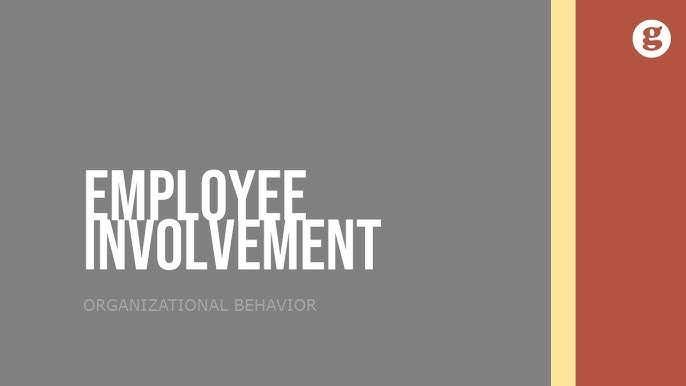 g
EMPLOYEE
INVOLVEMENT
ORGANIZATIONAL BEHAVIOR